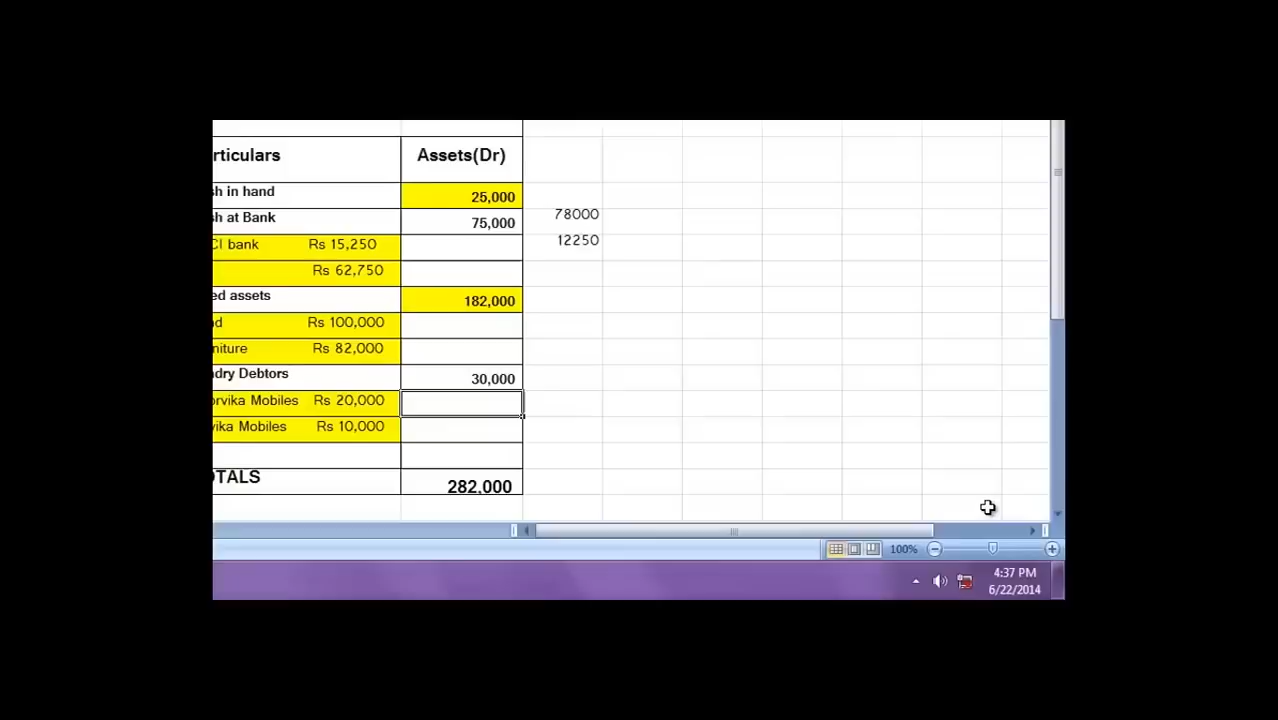 rticulars Assets(Dr)
sh in hand 25,000
sh at Bank 75,000 78000
CI bank Rs 15,250 12250
Rs 62,750
ed assets 182,000
nd Rs 100,000
niture Rs 82,000
ndry Debtors 30,000
orvika Mobiles Rs 20,000
vika Mobiles Rs 10,000
OTALS 282,000
100%
4:37 PM
6/22/2014